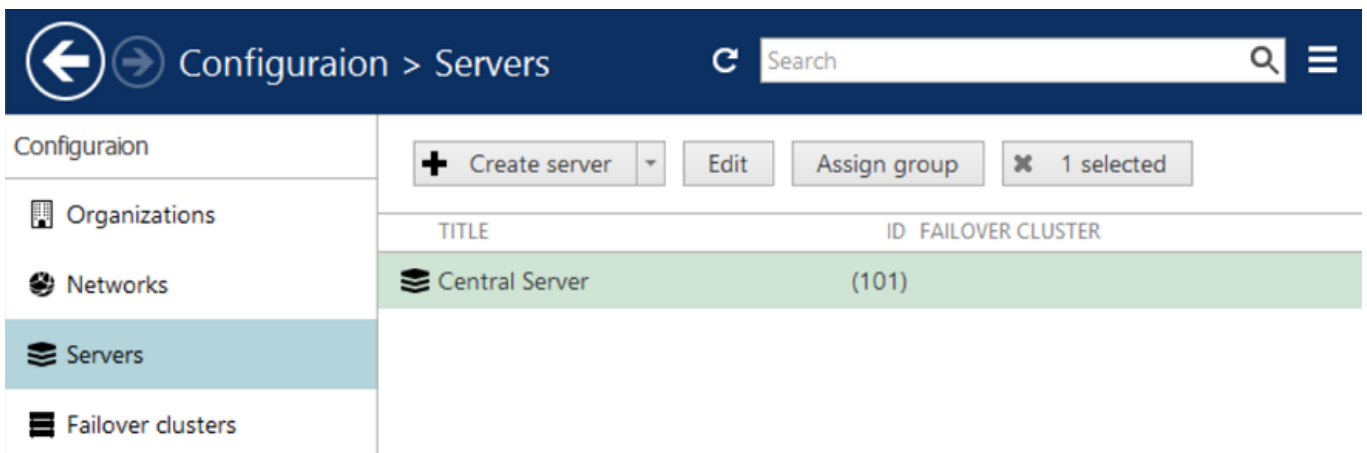 Configuraion > Servers
Search
Configuraion
Create server
Edit
Assign group
1 selected
Organizations
Networks
Servers
Failover clusters
TITLE ID FAILOVER CLUSTER
Central Server (101)